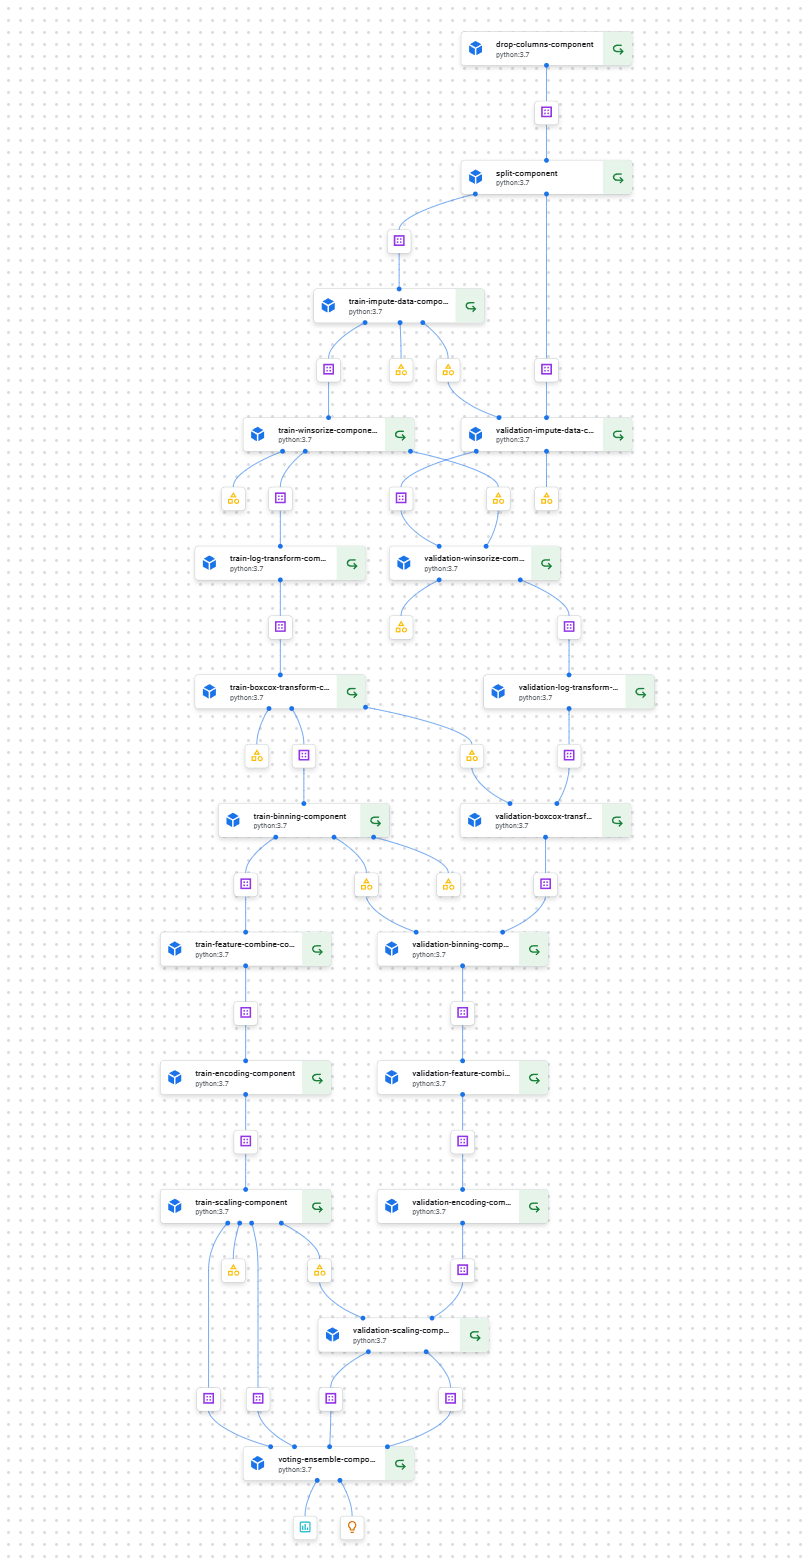 drop-columns-component
python:3.7
split-component
python:3.7
train-impute-data-compo...
python:3.7
train-winsorize-compone...
python:3.7
validation-impute-data-c...
python:3.7
train-log-transform-com...
python:3.7
validation-winsorize-com...
python:3.7
train-boxcox-transform-c...
python:3.7
validation-log-transform-...
python:3.7
train-binning-component
python:3.7
validation-boxcox-transf...
python:3.7
train-feature-combine-co...
python:3.7
validation-binning-comp...
python:3.7
train-encoding-component
python:3.7
validation-feature-combi...
python:3.7
train-scaling-component
python:3.7
validation-encoding-com...
python:3.7
validation-scaling-comp...
python:3.7
voting-ensemble-compo...
python:3.7